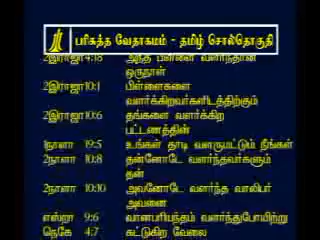 பரிசுத்த வேதாகமம் - தமிழ் சொல்தொகுதி
2இராஜா4:18 அந்த பிள்ளை வளர்ந்தான்
ஒருநாள்
2இராஜா10:1 பிள்ளைகளை
வளர்க்கிறவர்களிடத்திற்கும்
2இராஜா10:6 தங்களை வளர்க்கிற
பட்டணத்தின்
1நாளா 19:5 உங்கள் தாடி வளருமட்டும் நீங்கள்
2நாளா 10:8 தன்னோடே வளர்ந்தவர்களும்
தன்
2நாளா 10:10 அவனோடே வளர்ந்த வாலிபர்
அவனை
எஸ்றா 9:6 வானபரியந்தம் வளர்ந்துபோயிற்று
நெகே 4:7 கட்டுகிற வேலை